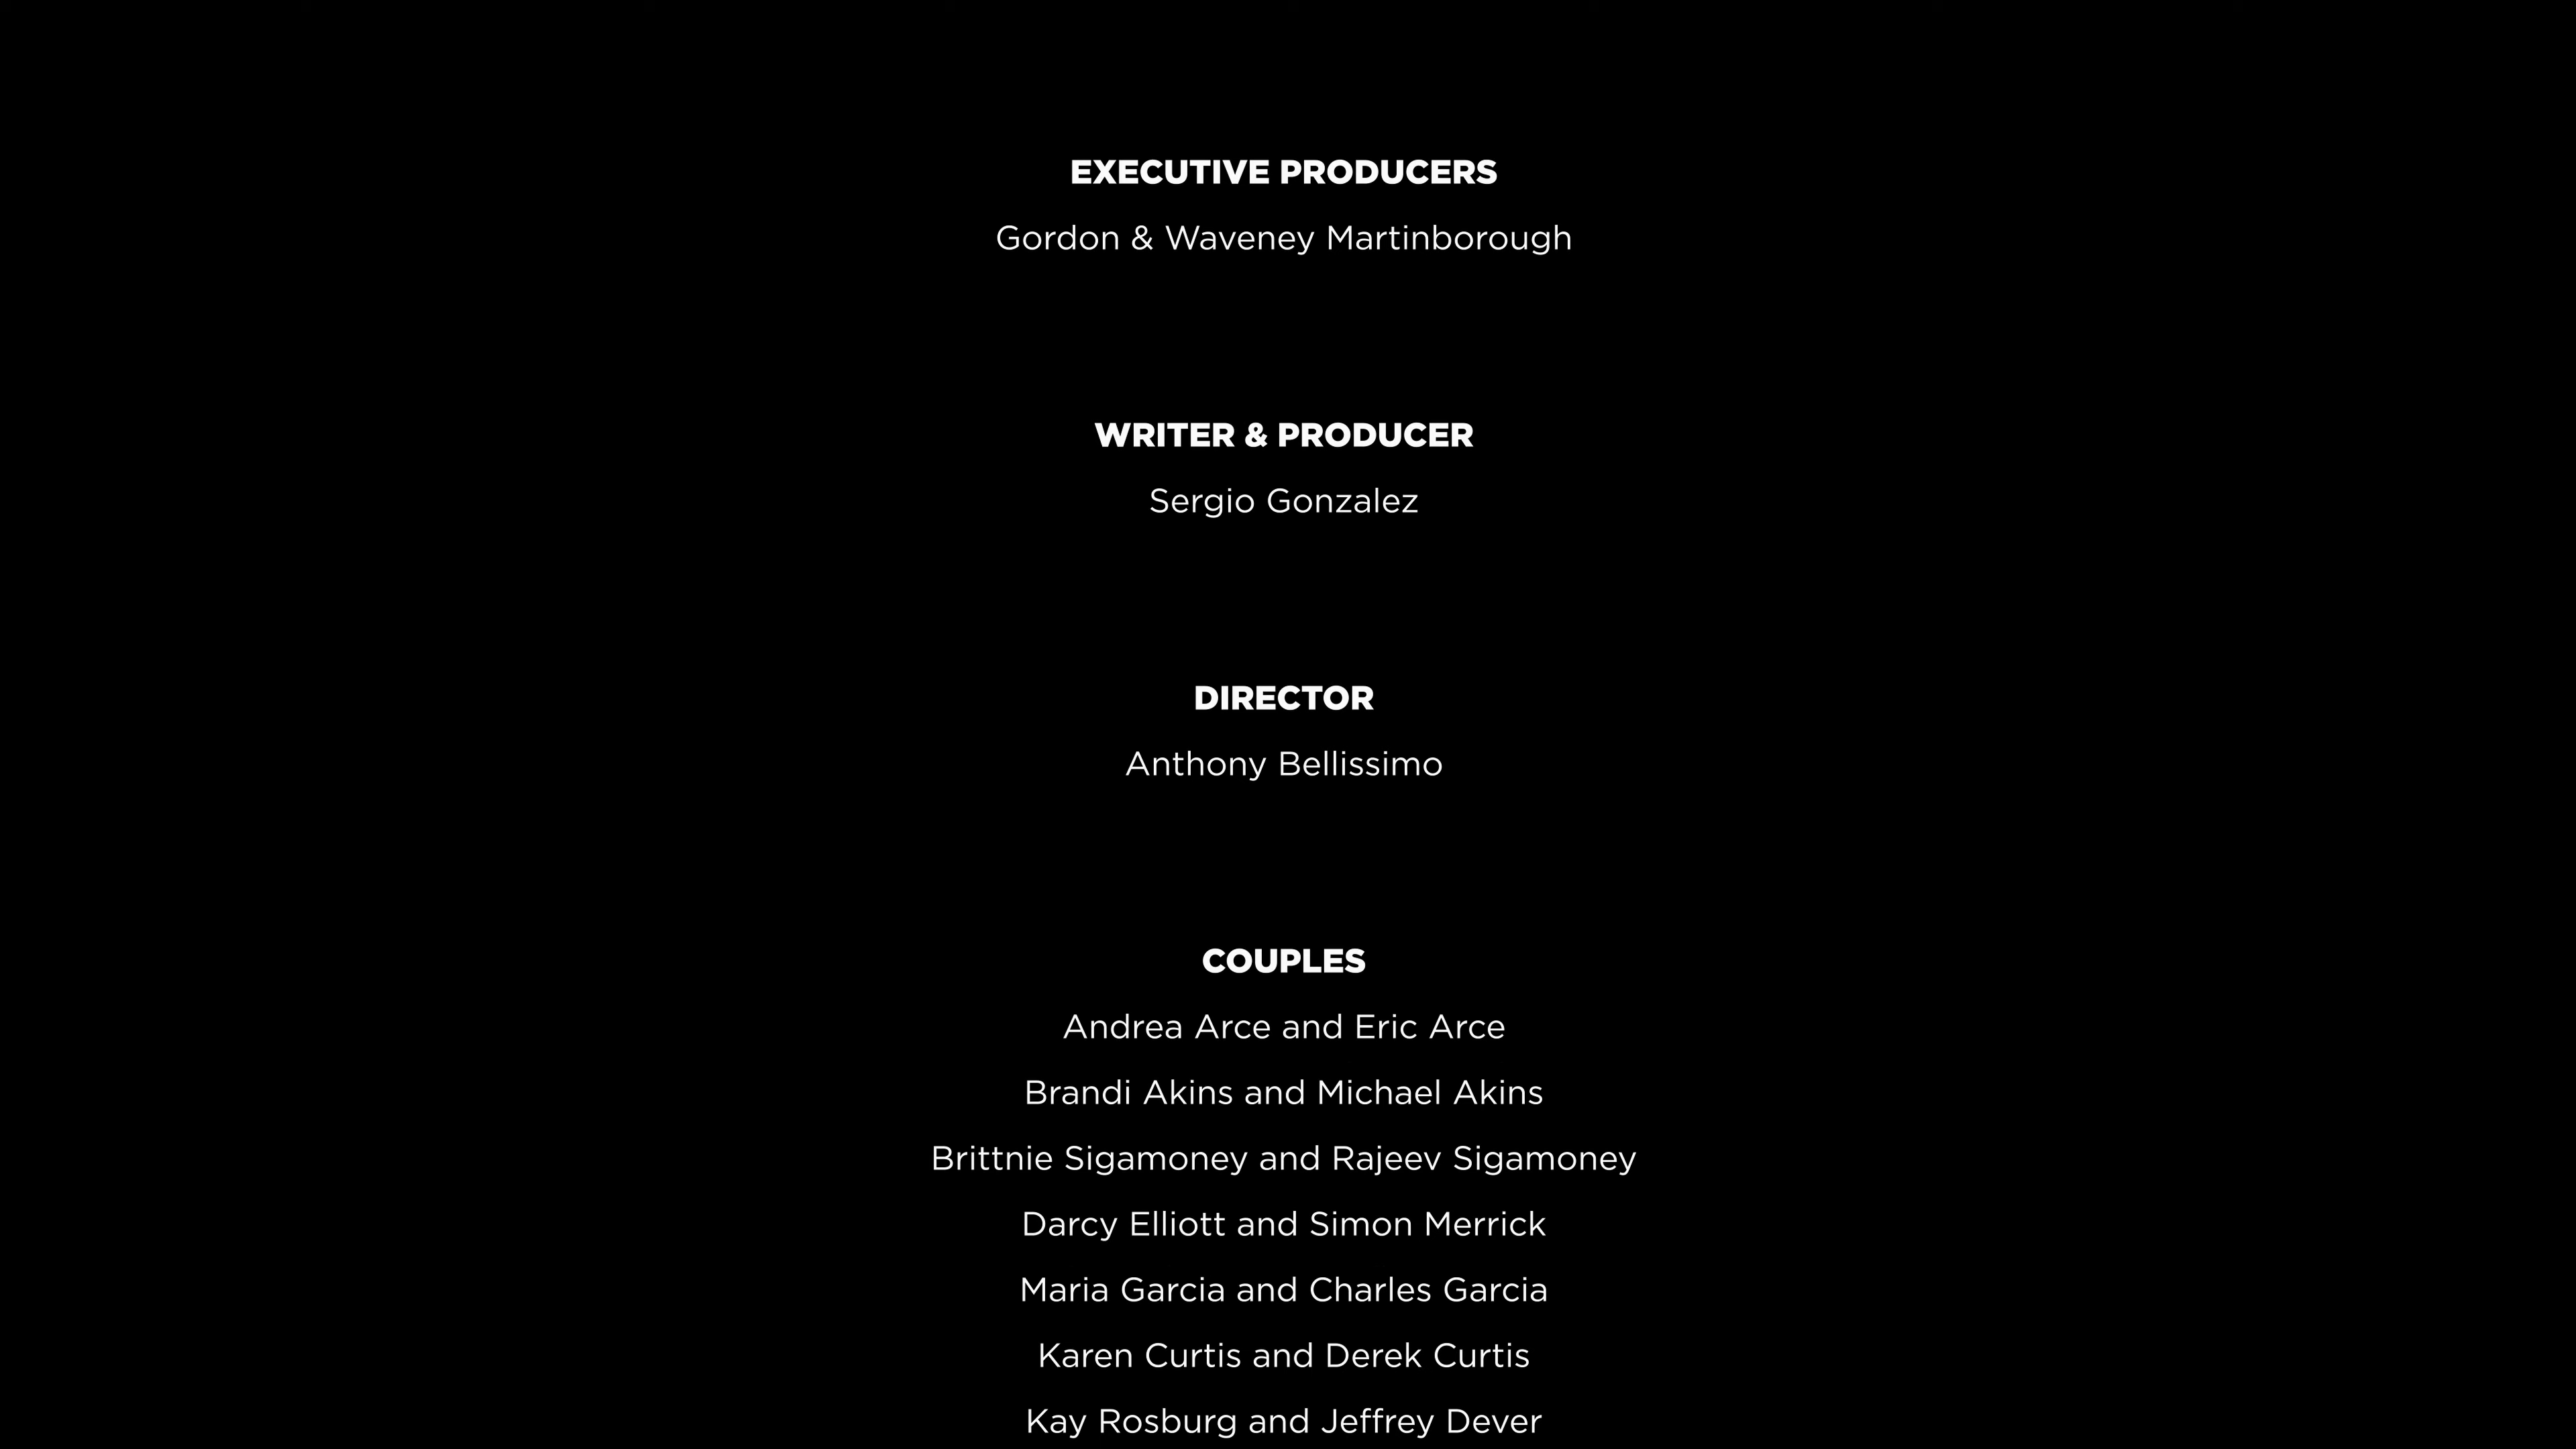 EXECUTIVE PRODUCERS
Gordon & Waveney Martinborough
WRITER & PRODUCER
Sergio Gonzalez
DIRECTOR
Anthony Bellissimo
COUPLES
Andrea Arce and Eric Arce
Brandi Akins and Michael Akins
Brittnie Sigamoney and Rajeev Sigamoney
Darcy Elliott and Simon Merrick
Maria Garcia and Charles Garcia
Karen Curtis and Derek Curtis
Kay Rosburg and Jeffrey Dever